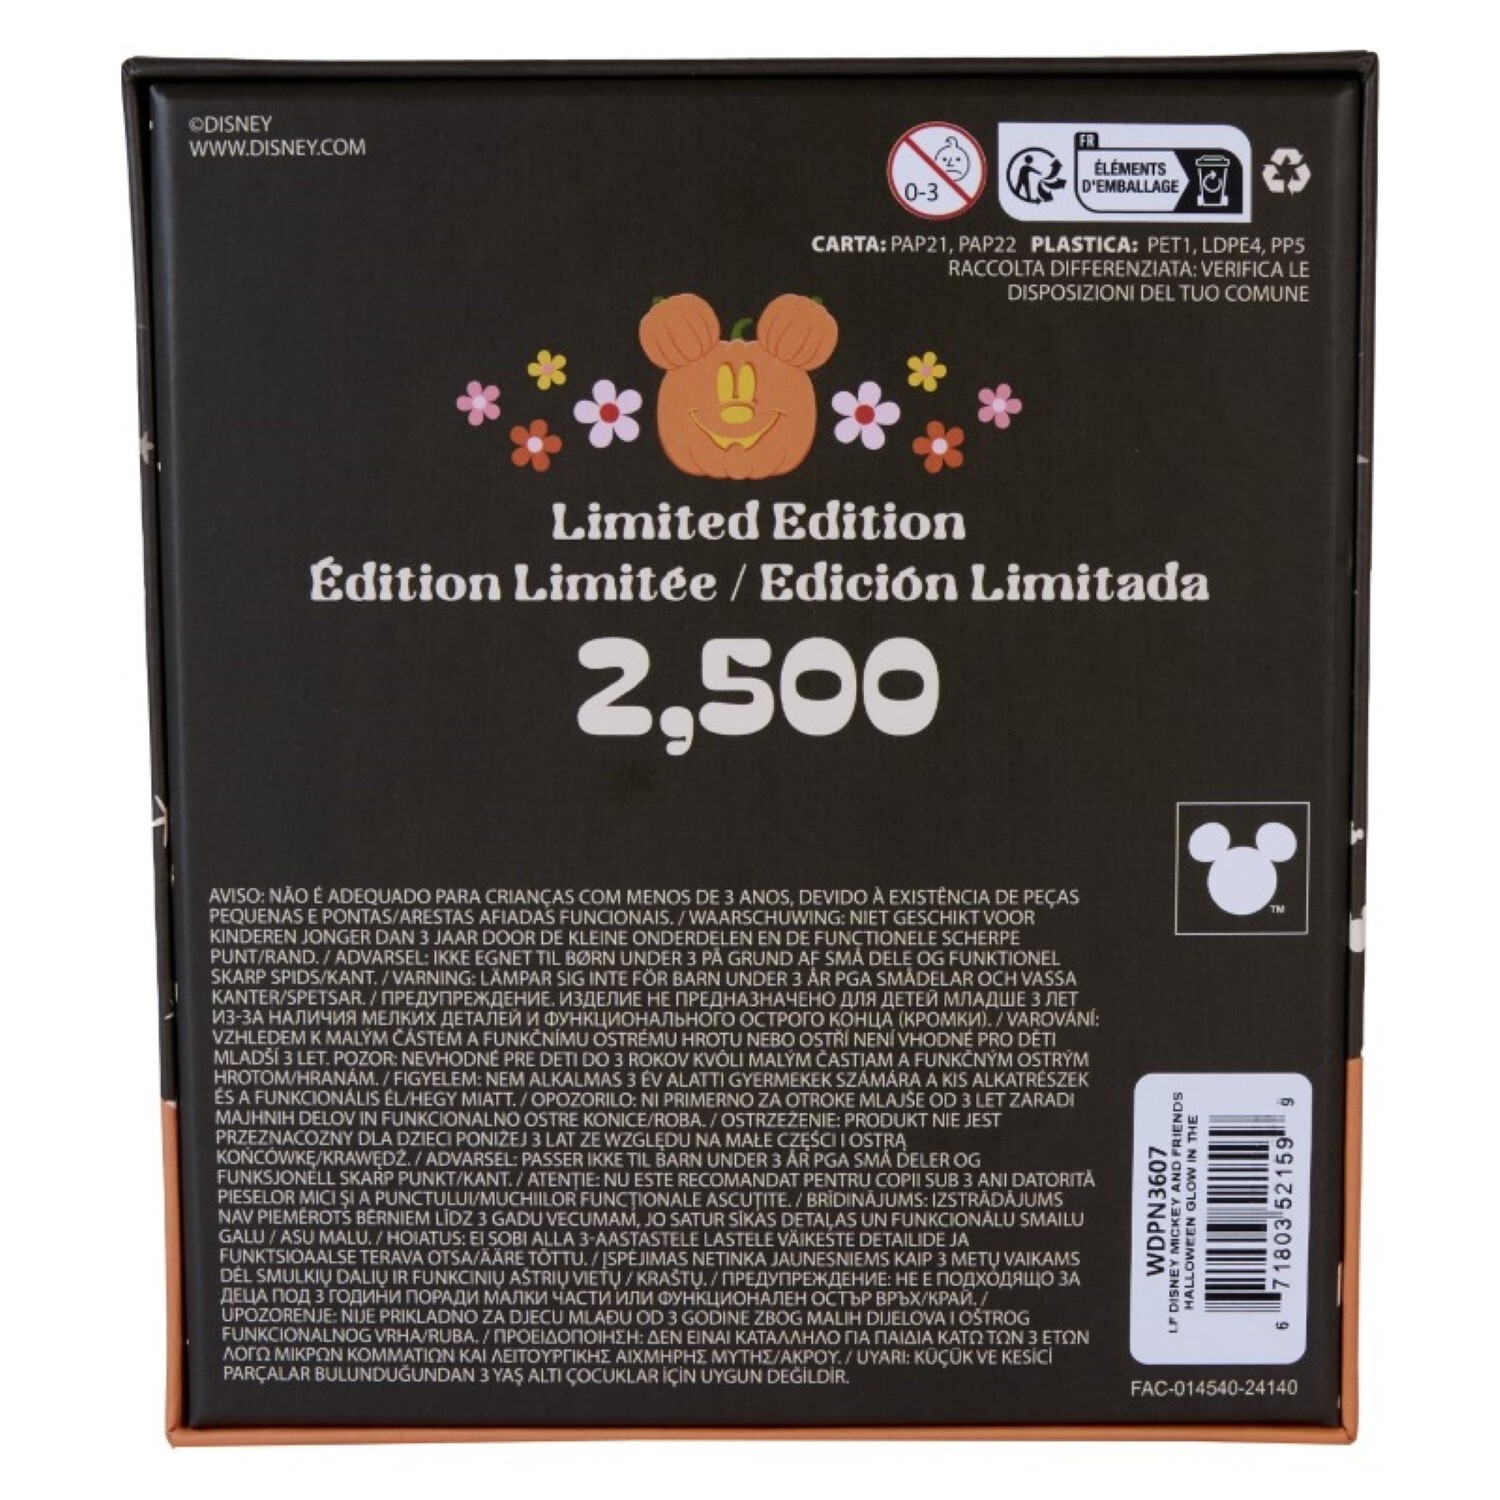 ©DISNEY
WWW.DISNEY.COM
0-3
FR
ÉLÉMENTS
D'EMBALLAGE
CARTA: PAP21, PAP22 PLASTICA: PET1, LDPE4, PP5
RACCOLTA DIFFERENZIATA: VERIFICA LE
DISPOSIZIONI DEL TUO COMUNE
Limited Edition
Édition Limitée / Edición Limitada
2,500
TM
AVISO: NÃO É ADEQUADO PARA CRIANÇAS COM MENOS DE 3 ANOS, DEVIDO À EXISTÊNCIA DE PEÇAS
PEQUENAS E PONTAS/ARESTAS AFIADAS FUNCIONAIS. / WAARSCHUWING: NIET GESCHIKT VOOR
KINDEREN JONGER DAN 3 JAAR DOOR DE KLEINE ONDERDELEN EN DE FUNCTIONELE SCHERPE
PUNT/RAND. / ADVARSEL: IKKE EGNET TIL BØRN UNDER 3 PÅ GRUND AF SMÅ DELE OG FUNKTIONEL
SKARP SPIDS/KANT. / VARNING: LÄMPAR SIG INTE FÖR BARN UNDER 3 ÅR PGA SMÅDELAR OCH VASSA
KANTER/SPETSAR. / ПРЕДУПРЕЖДЕНИЕ. ИЗДЕЛИЕ НЕ ПРЕДНАЗНАЧЕНО ДЛЯ ДЕТЕЙ МЛАДШЕ 3 ЛЕТ
ИЗ-ЗА НАЛИЧИЯ МЕЛКИХ ДЕТАЛЕЙ И ФУНКЦИОНАЛЬНОГО ОСТРОГО КОНЦА (КРОМКИ). / VAROVÁNÍ:
VZHLEDEM K MALÝM ČÁSTEM A FUNKČNÍMU OSTRÉMU HROTU NEBO OSTŘÍ NENÍ VHODNÉ PRO DĚTI
MLADŠÍ 3 LET. POZOR: NEVHODNÉ PRE DETI DO 3 ROKOV KVÔLI MALÝM ČASTIAM A FUNKČNÝM OSTRÝM
HROTOM/HRANÁM. / FIGYELEM: NEM ALKALMAS 3 ÉV ALATTI GYERMEKEK SZÁMÁRA A KIS ALKATRÉSZEK
ÉS A FUNKCIONÁLIS ÉL/HEGY MIATT. / OPOZORILO: NI PRIMERNO ZA OTROKE MLAJŠE OD 3 LET ZARADI
MAJHNIH DELOV IN FUNKCIONALNO OSTRE KONICE/ROBA. / OSTRZEŻENIE: PRODUKT NIE JEST
PRZEZNACOZNY DLA DZIECI PONIŻEJ 3 LAT ZE WZGLĘDU NA MAŁE CZĘŚCI I OSTRĄ
KOŃCÓWKĘ/KRAWĘDŹ. / ADVARSEL: PASSER IKKE TIL BARN UNDER 3 ÅR PGA SMÅ DELER OG
FUNKSJONELL SKARP PUNKT/KANT. / ATENȚIE: NU ESTE RECOMANDAT PENTRU COPII SUB 3 ANI DATORITĂ
PIESELOR MICI ȘI A PUNCTULUI/MUCHIILOR FUNCȚIONALE ASCUȚITE. / BRĪDINĀJUMS: IZSTRĀDĀJUMS
NAV PIEMĒROTS BĒRNIEM LĪDZ 3 GADU VECUMAM, JO SATUR SĪKAS DETAĻAS UN FUNKCIONĀLU SMAILU
GALU / ASU MALU. / HOIATUS: EI SOBI ALLA 3-AASTASTELE LASTELE VÄIKESTE DETAILIDE JA
FUNKTSIOAALSE TERAVA OTSA/ÄÄRE TÕTTU. / ĮSPĖJIMAS NETINKA JAUNESNIEMS KAIP 3 METŲ VAIKAMS
DĖL SMULKIŲ DALIŲ IR FUNKCINIŲ AŠTRIŲ VIETŲ / KRAŠTŲ. / ПРЕДУПРЕЖДЕНИЕ: НЕ Е ПОДХОДЯЩО ЗА
ДЕЦА ПОД 3 ГОДИНИ ПОРАДИ МАЛКИ ЧАСТИ ИЛИ ФУНКЦИОНАЛЕН ОСТЪР ВРЪХ/КРАЙ. /
UPOZORENJE: NIJE PRIKLADNO ZA DJECU MLAĐU OD 3 GODINE ZBOG MALIH DIJELOVA I OŠTROG
FUNKCIONALNOG VRHA/RUBA. / ΠΡΟΕΙΔΟΠΟΙΗΣΗ: ΔΕΝ ΕΙΝΑΙ ΚΑΤΑΛΛΗΛΟ ΓΙΑ ΠΑΙΔΙΑ ΚΑΤΩ ΤΩΝ 3 ΕΤΩΝ
ΛΟΓΩ ΜΙΚΡΩΝ ΚΟΜΜΑΤΙΩΝ ΚΑΙ ΛΕΙΤΟΥΡΓΙΚΗΣ ΑΙΧΜΗΡΗΣ ΜΥΤΗΣ/ΑΚΡΟΥ. / UYARI: KÜÇÜK VE KESİCİ
PARÇALAR BULUNDUĞUNDAN 3 YAŞ ALTI ÇOCUKLAR İÇİN UYGUN DEĞİLDİR.
WDPN3607
LF DISNEY MICKEY AND FRIENDS
HALLOWEEN GLOW IN THE
6 71803 52159 9
FAC-014540-24140